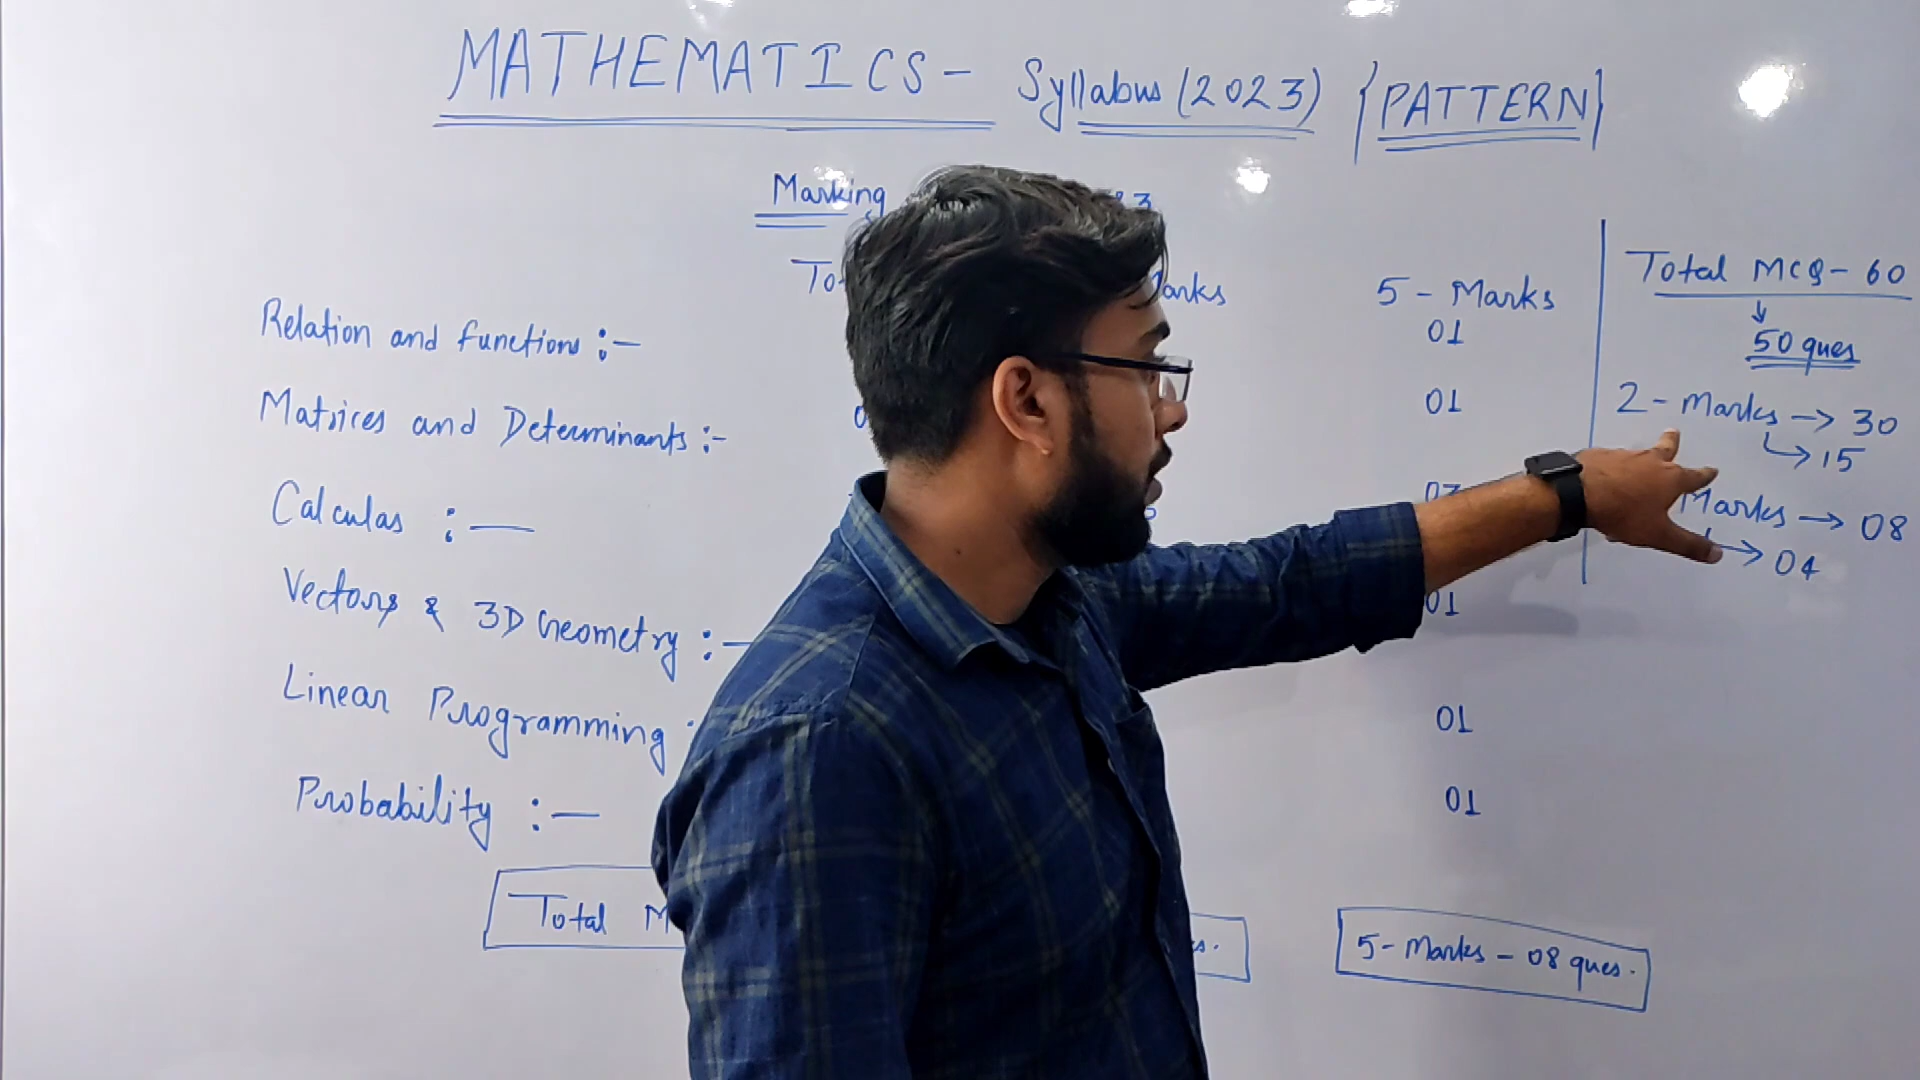 MATHEMATICS - Syllabus (2023) {PATTERN}
Marking
5 - Marks
Relation and functions :- 01
Matrices and Determinants :- 01
Calculas :— 03
Vectors & 3D Geometry :— 01
Linear Programming : 01
Probability :— 01
Total
5 - Marks - 08 ques.
Total MCQ - 60
↓
50 ques
2 - Marks → 30
↳ 15
Marks → 08
→ 04